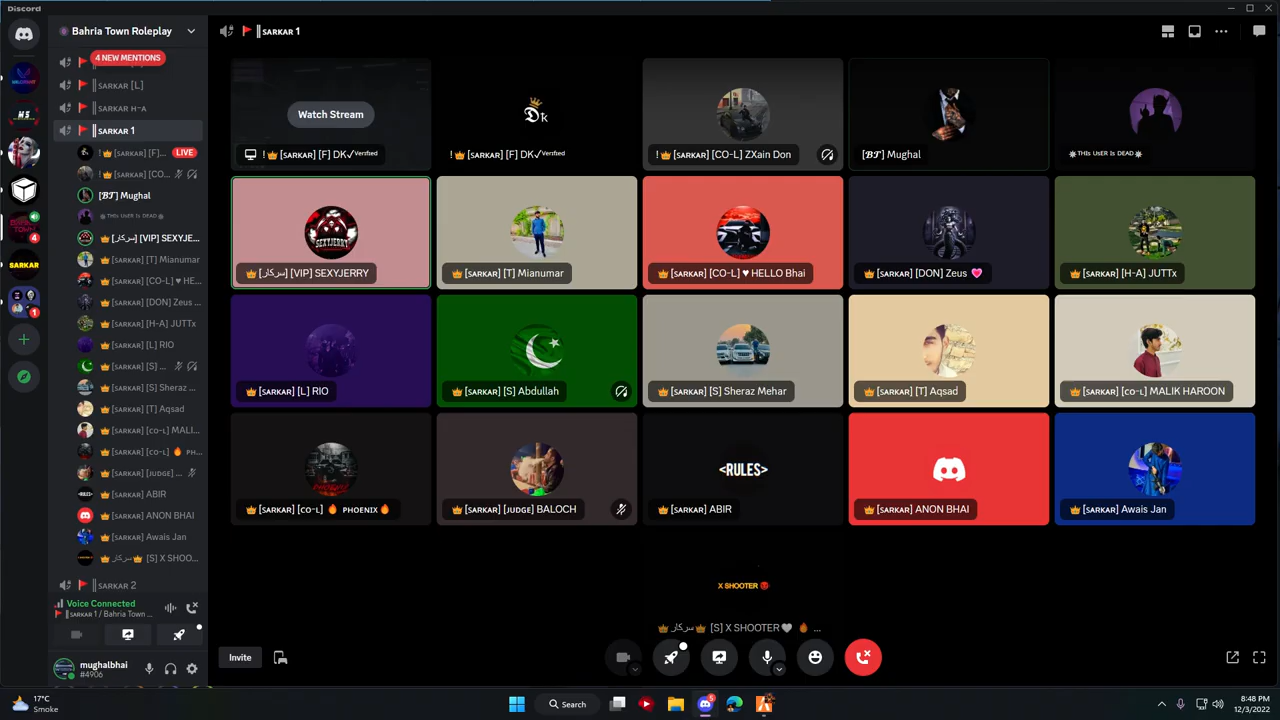 Discord
Bahria Town Roleplay
4 NEW MENTIONS
SARKAR [L]
SARKAR H-A
SARKAR 1
! 👑 [SARKAR] [F]... LIVE
! 👑 [SARKAR] [CO...
[𝓑𝓣] Mughal
☀THIs UsER Is DEAD☀
👑 [سرکار] [VIP] SEXYJE...
👑 [SARKAR] [T] Mianumar
👑 [SARKAR] [CO-L] ♥ HE...
👑 [SARKAR] [DON] Zeus ...
👑 [SARKAR] [H-A] JUTTx
👑 [SARKAR] [L] RIO
👑 [SARKAR] [S] ...
👑 [SARKAR] [S] Sheraz ...
👑 [SARKAR] [T] Aqsad
👑 [SARKAR] [CO-L] MALI...
👑 [SARKAR] [CO-L] 🔥 PH...
👑 [SARKAR] [JUDGE] ...
👑 [SARKAR] ABIR
👑 [SARKAR] ANON BHAI
👑 [SARKAR] Awais Jan
👑 سرکار👑 [S] X SHOO...
SARKAR 2
Voice Connected
SARKAR 1 / Bahria Town ...
mughalbhai
#4906
SARKAR 1
Watch Stream
! 👑 [SARKAR] [F] DK✓ⱽᵉʳᶦᶠᶦᵉᵈ
Dk
! 👑 [SARKAR] [F] DK✓ⱽᵉʳᶦᶠᶦᵉᵈ
! 👑 [SARKAR] [CO-L] ZXain Don
[𝓑𝓣] Mughal
☀THIs UsER Is DEAD☀
SEXYJERRY
👑 [سرکار] [VIP] SEXYJERRY
👑 [SARKAR] [T] Mianumar
👑 [SARKAR] [CO-L] ♥ HELLO Bhai
👑 [SARKAR] [DON] Zeus 💗
👑 [SARKAR] [H-A] JUTTx
👑 [SARKAR] [L] RIO
👑 [SARKAR] [S] Abdullah
👑 [SARKAR] [S] Sheraz Mehar
👑 [SARKAR] [T] Aqsad
👑 [SARKAR] [CO-L] MALIK HAROON
👑 [SARKAR] [CO-L] 🔥 PHOENIX🔥
👑 [SARKAR] [JUDGE] BALOCH
<RULES>
👑 [SARKAR] ABIR
👑 [SARKAR] ANON BHAI
👑 [SARKAR] Awais Jan
X SHOOTER
👑 سرکار👑 [S] X SHOOTER🤍 🔥 ...
Invite
SARKAR
4
1
17°C
Smoke
Search
8:48 PM
12/3/2022